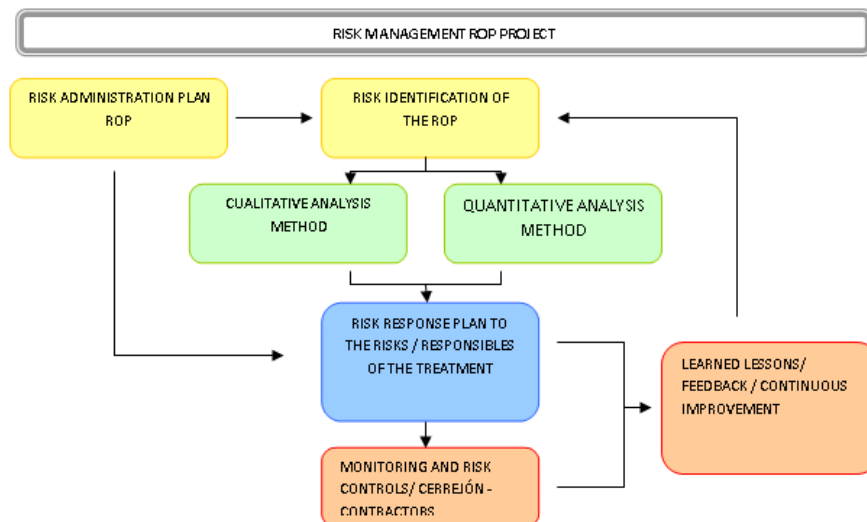 RISK MANAGEMENT ROP PROJECT
RISK ADMINISTRATION PLAN
ROP
RISK IDENTIFICATION OF
THE ROP
CUALITATIVE ANALYSIS
METHOD
QUANTITATIVE ANALYSIS
METHOD
RISK RESPONSE PLAN TO
THE RISKS / RESPONSIBLES
OF THE TREATMENT
LEARNED LESSONS/
FEEDBACK / CONTINUOUS
IMPROVEMENT
MONITORING AND RISK
CONTROLS/ CERREJÓN -
CONTRACTORS